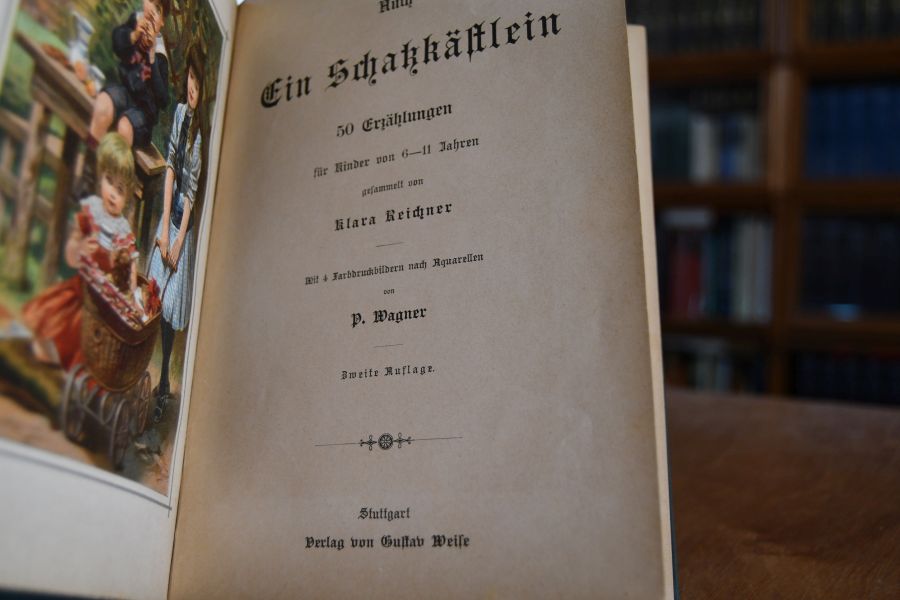 Auch
Ein Schatzkästlein
50 Erzählungen
für Kinder von 6—11 Jahren
gesammelt von
Klara Reichner
Mit 4 Farbdruckbildern nach Aquarellen
von
P. Wagner
Zweite Auflage.
Stuttgart
Verlag von Gustav Weise